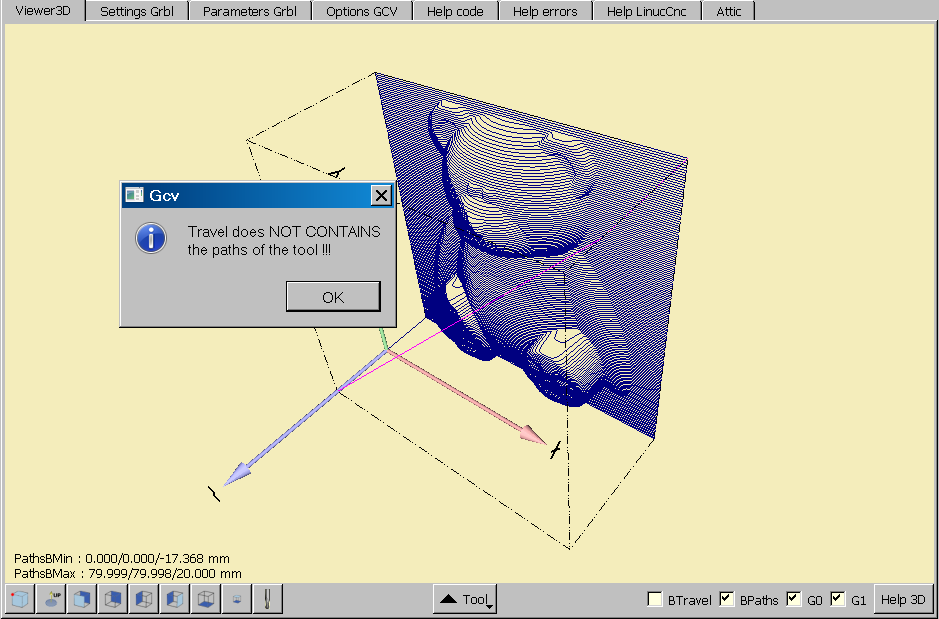 Viewer3D Settings Grbl Parameters Grbl Options GCV Help code Help errors Help LinucCnc Attic
Gcv
Travel does NOT CONTAINS
the paths of the tool !!!
OK
PathsBMin : 0.000/0.000/-17.368 mm
PathsBMax : 79.999/79.998/20.000 mm
UP Tool BTravel BPaths G0 G1 Help 3D